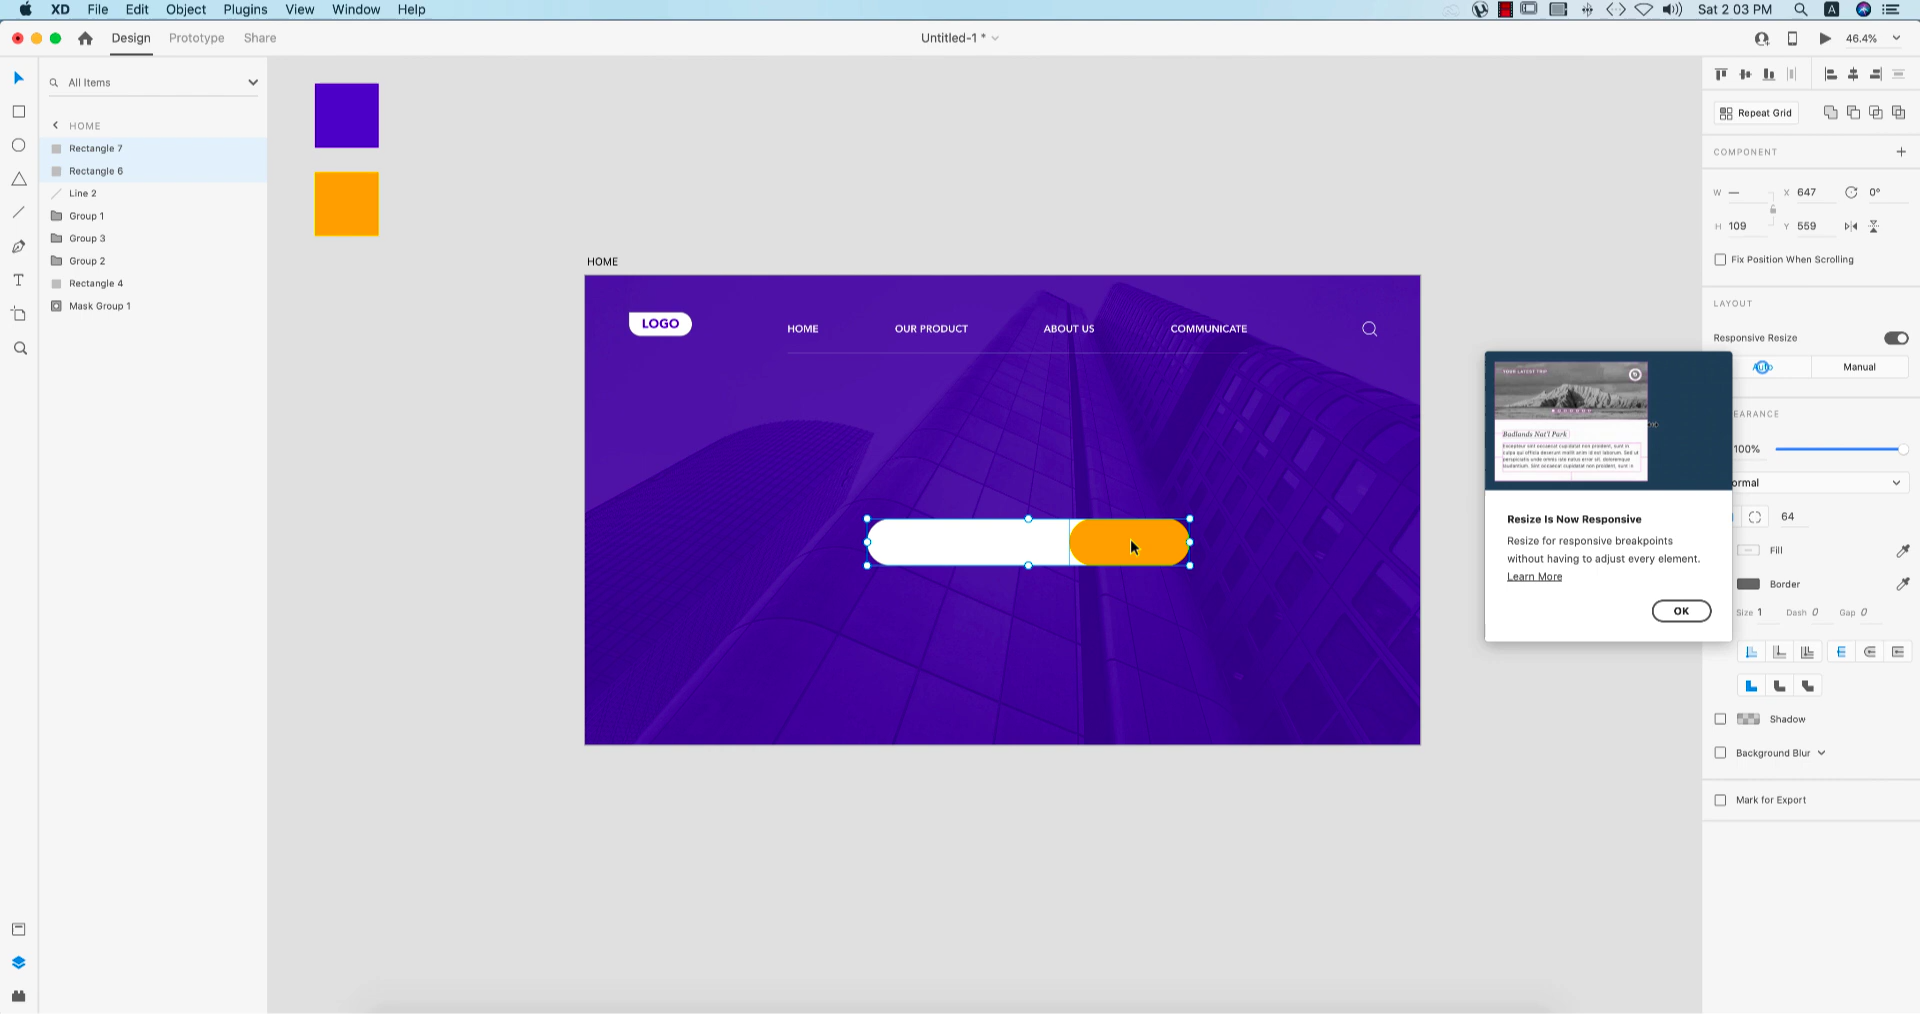 XD File Edit Object Plugins View Window Help
Sat 2 03 PM
A
Design Prototype Share
Untitled-1 *
46.4%
All Items
HOME
Rectangle 7
Rectangle 6
Line 2
Group 1
Group 3
Group 2
Rectangle 4
Mask Group 1
HOME
LOGO
HOME OUR PRODUCT ABOUT US COMMUNICATE
Repeat Grid
COMPONENT
W — X 647 0°
H 109 Y 559
Fix Position When Scrolling
LAYOUT
Responsive Resize
Auto Manual
EARANCE
100%
ormal
64
Fill
Border
Size 1 Dash 0 Gap 0
Shadow
Background Blur
Mark for Export
YOUR LATEST TRIP
Badlands Nat'l Park
Resize Is Now Responsive
Resize for responsive breakpoints
without having to adjust every element.
Learn More
OK